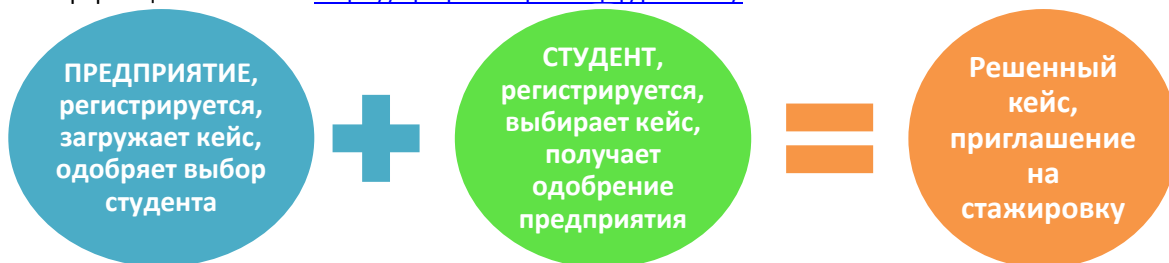 ПРЕДПРИЯТИЕ,
регистрируется,
загружает кейс,
одобряет выбор
студента
СТУДЕНТ,
регистрируется,
выбирает кейс,
получает
одобрение
предприятия
Решенный
кейс,
приглашение
на
стажировку